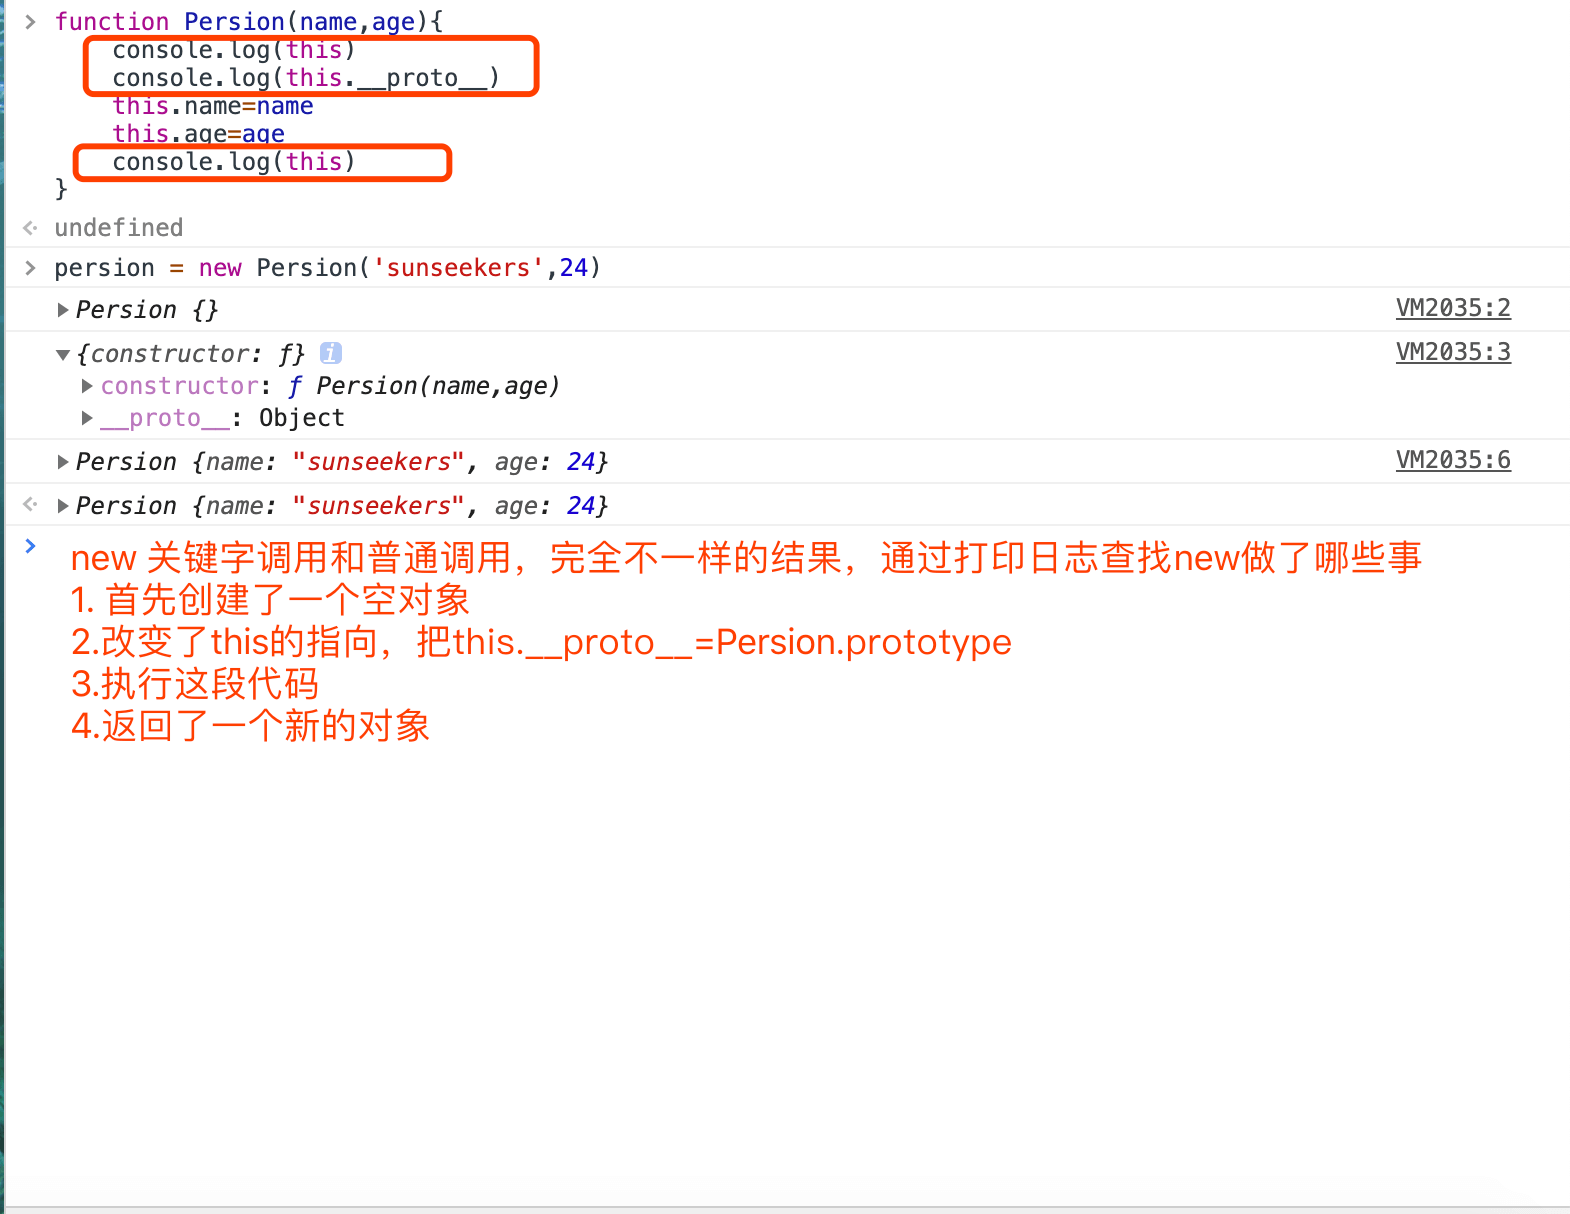 > function Persion(name,age){
console.log(this)
console.log(this.__proto__)
this.name=name
this.age=age
console.log(this)
}
undefined
> persion = new Persion('sunseekers',24)
Persion {} VM2035:2
{constructor: ƒ} i VM2035:3
constructor: ƒ Persion(name,age)
__proto__: Object
Persion {name: "sunseekers", age: 24} VM2035:6
Persion {name: "sunseekers", age: 24}
>
new 关键字调用和普通调用，完全不一样的结果，通过打印日志查找new做了哪些事
1. 首先创建了一个空对象
2.改变了this的指向，把this.__proto__=Persion.prototype
3.执行这段代码
4.返回了一个新的对象